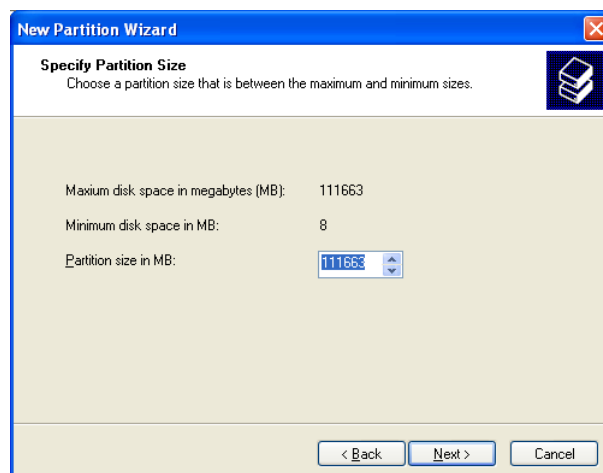 New Partition Wizard
Specify Partition Size
Choose a partition size that is between the maximum and minimum sizes.
Maxium disk space in megabytes (MB): 111663
Minimum disk space in MB: 8
Partition size in MB: 111663
< Back Next > Cancel